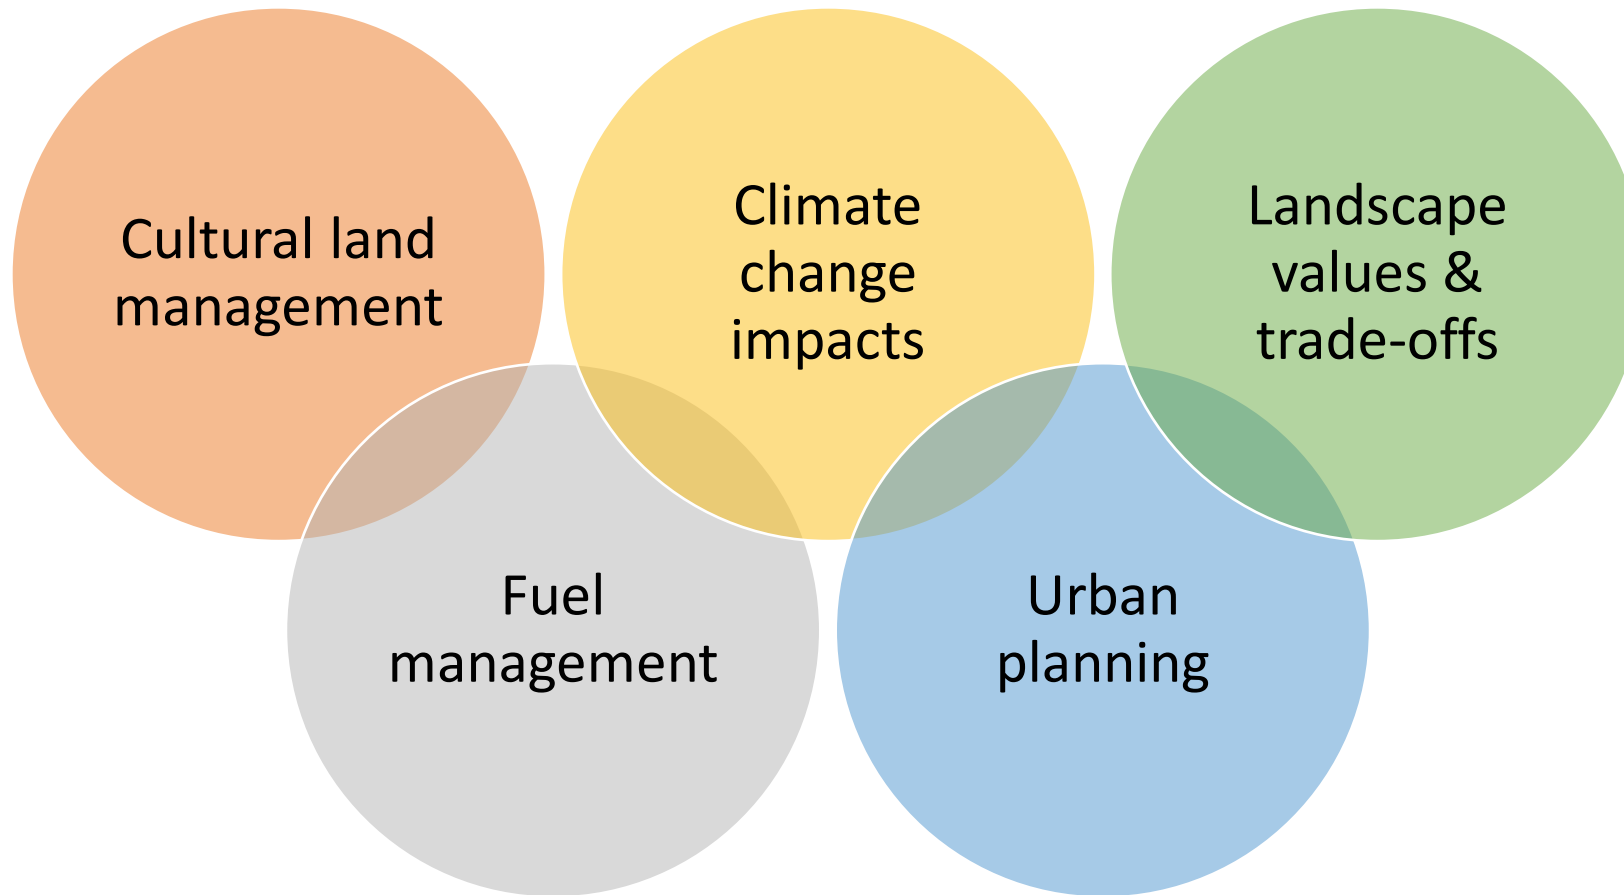 Cultural land
management
Climate
change
impacts
Landscape
values &
trade-offs
Fuel
management
Urban
planning